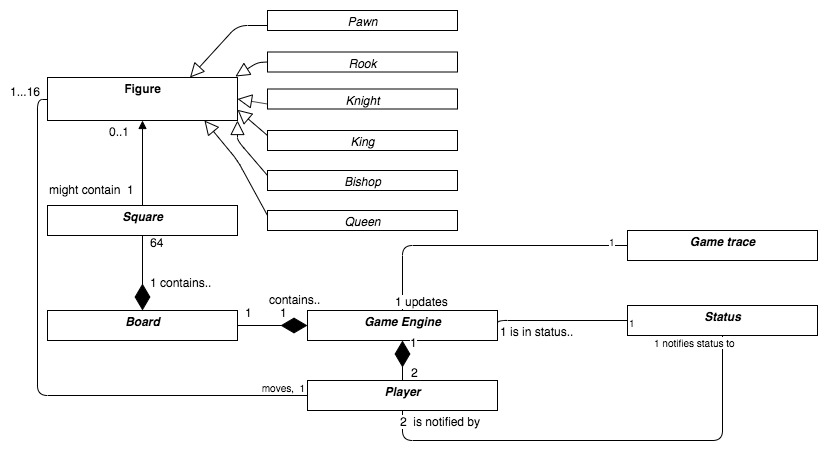 Pawn
Rook
1...16
Figure
Knight
0..1
King
Bishop
might contain 1
Square
Queen
64
1
Game trace
1 contains..
contains..
1 updates
1
1
Board
Game Engine
1 is in status..
1
Status
1
1 notifies status to
2
moves, 1
Player
2 is notified by